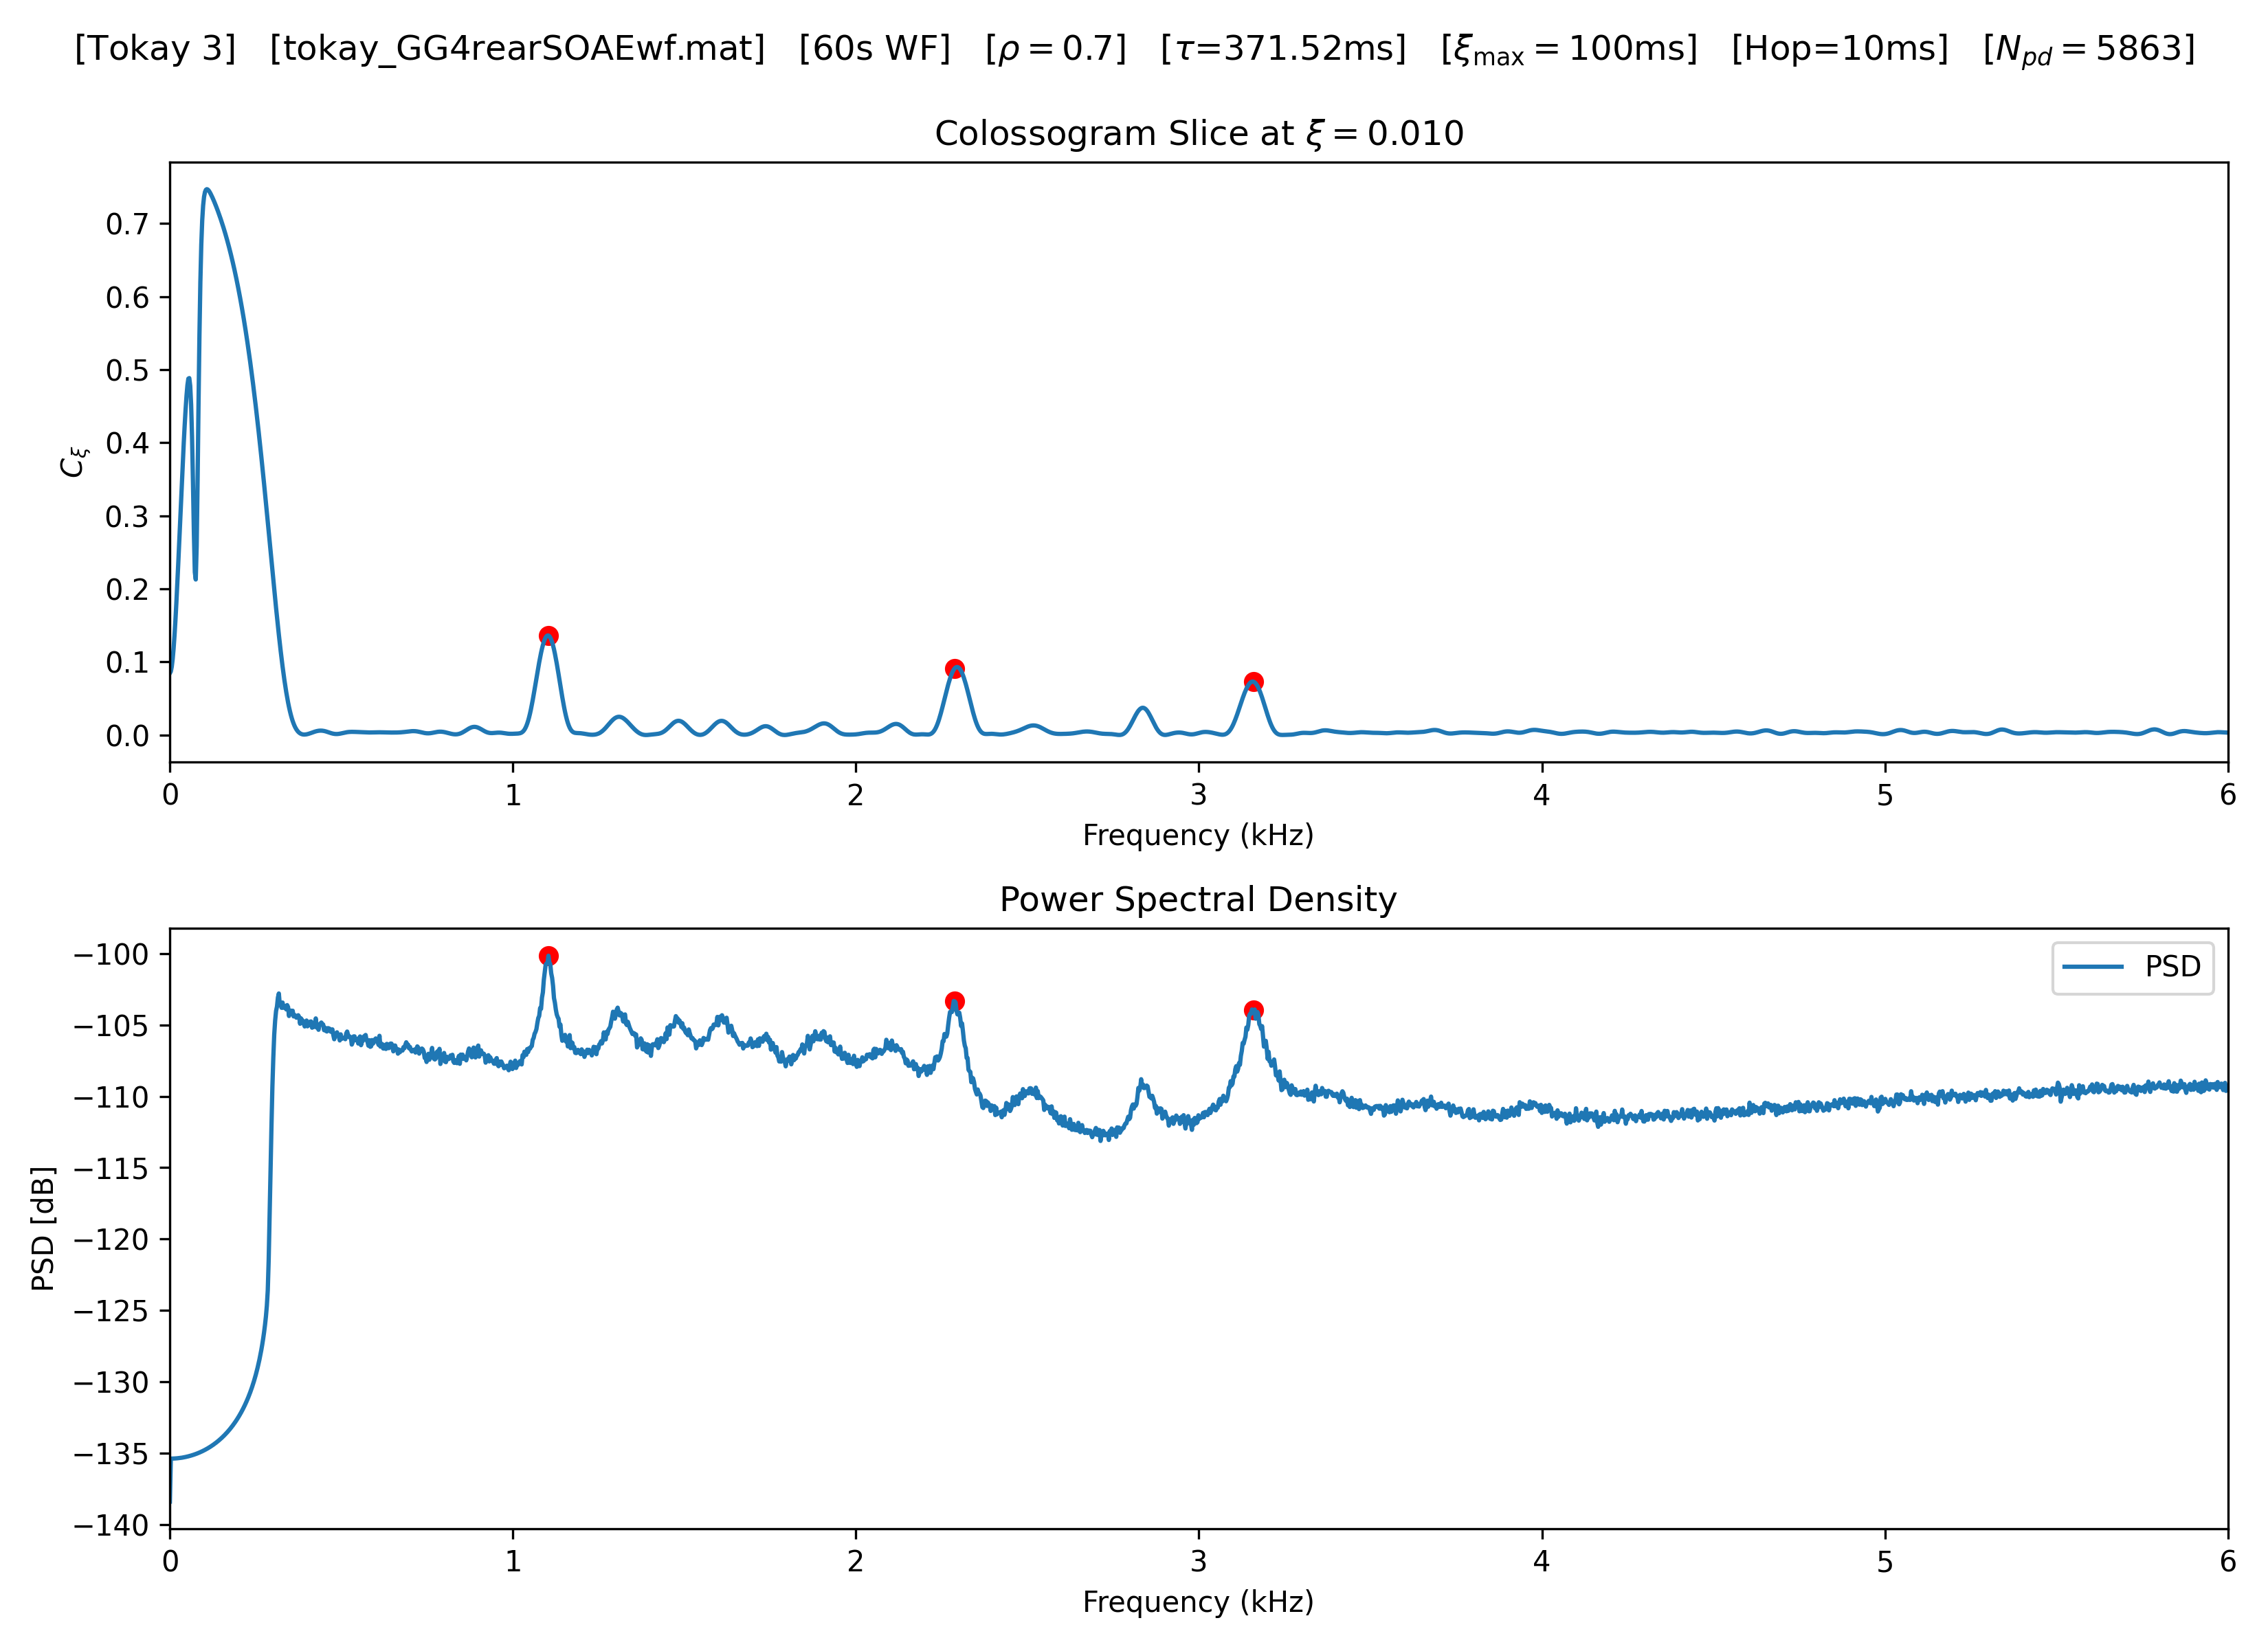 [Tokay 3] [tokay_GG4rearSOAEwf.mat] [60s WF] [ρ = 0.7] [τ=371.52ms] [ξmax = 100ms] [Hop=10ms] [Npd = 5863]
Colossogram Slice at ξ = 0.010
0.7
0.6
0.5
0.4
0.3
0.2
0.1
0.0
Cξ
0 1 2 3 4 5 6
Frequency (kHz)
Power Spectral Density
PSD
−100
−105
−110
−115
−120
−125
−130
−135
−140
PSD [dB]
0 1 2 3 4 5 6
Frequency (kHz)